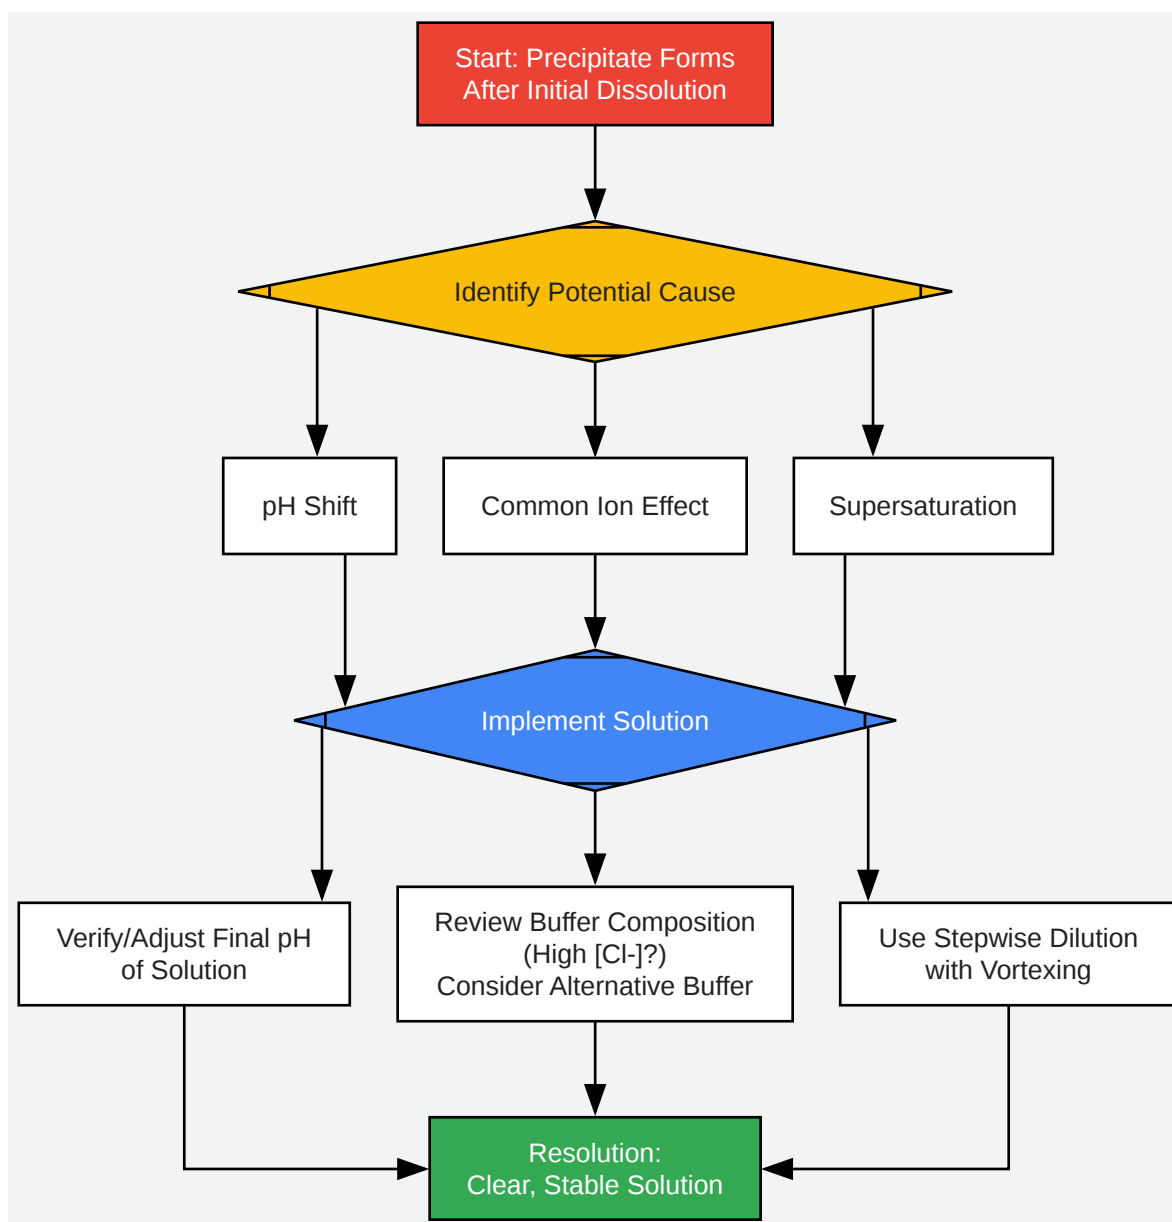 Start: Precipitate Forms
After Initial Dissolution
Identify Potential Cause
pH Shift
Common Ion Effect
Supersaturation
Implement Solution
Verify/Adjust Final pH
of Solution
Review Buffer Composition
(High [Cl-]?)
Consider Alternative Buffer
Use Stepwise Dilution
with Vortexing
Resolution:
Clear, Stable Solution